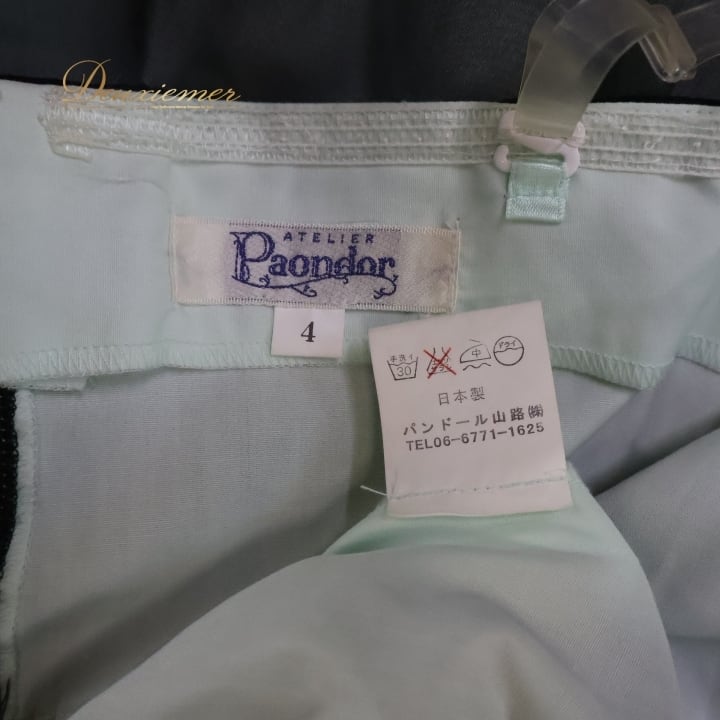 Deuxiemer
ATELIER
Paondor
4
手洗イ
30
中
ドライ
日本製
パンドール山路㈱
TEL06-6771-1625